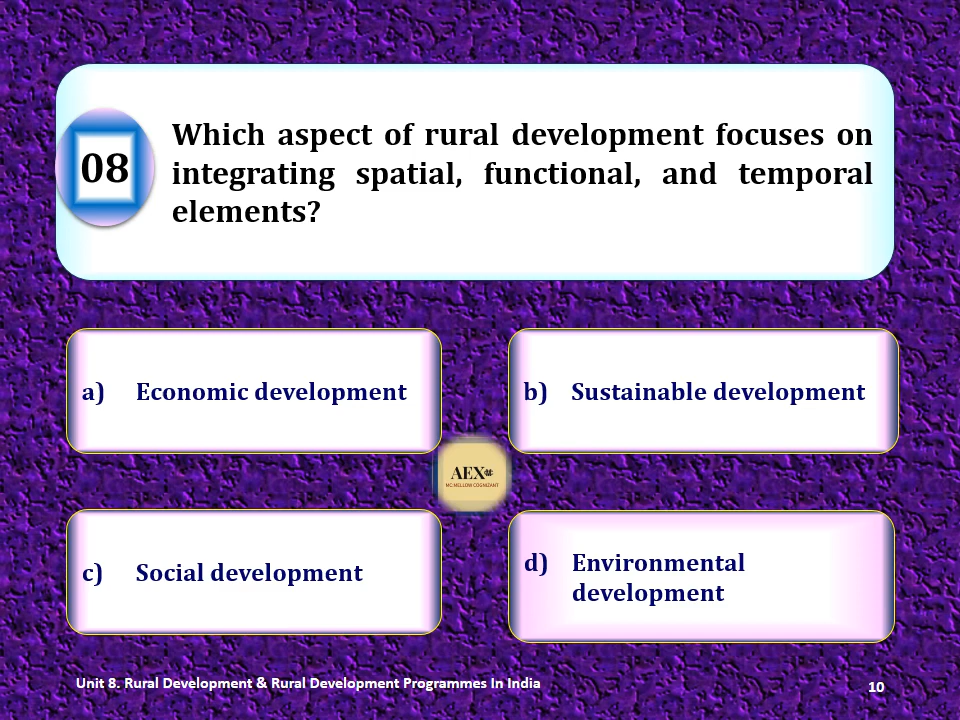 08
Which aspect of rural development focuses on
integrating spatial, functional, and temporal
elements?
a) Economic development
b) Sustainable development
AEX#
MC MELLOW COGNIZANT
c) Social development
d) Environmental
development
Unit 8. Rural Development & Rural Development Programmes In India
10